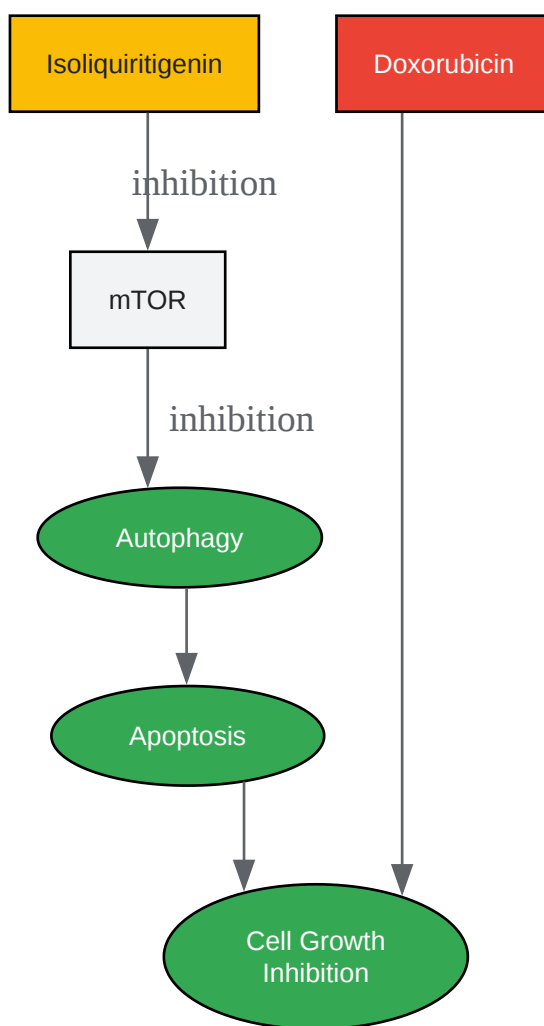 Isoliquiritigenin
Doxorubicin
inhibition
mTOR
inhibition
Autophagy
Apoptosis
Cell Growth
Inhibition